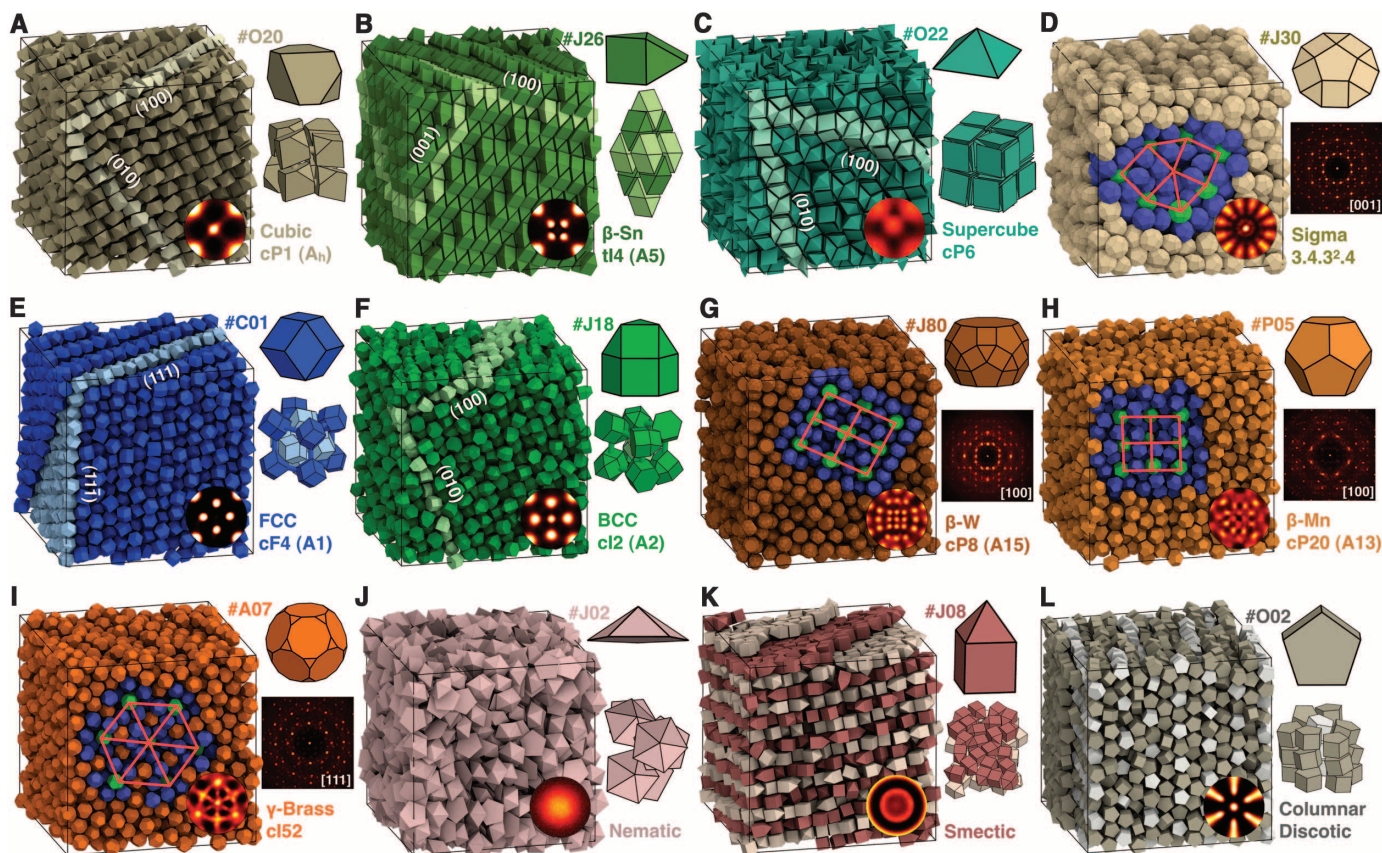 A
#O20
(100)
(010)
Cubic
cP1 (Aₕ)
B
#J26
(100)
(001)
β-Sn
tI4 (A5)
C
#O22
(100)
(010)
Supercube
cP6
D
#J30
[001]
Sigma
3.4.3².4
E
#C01
(111)
(111̄)
FCC
cF4 (A1)
F
#J18
(100)
(010)
BCC
cI2 (A2)
G
#J80
[100]
β-W
cP8 (A15)
H
#P05
[100]
β-Mn
cP20 (A13)
I
#A07
[111]
γ-Brass
cI52
J
#J02
Nematic
K
#J08
Smectic
L
#O02
Columnar
Discotic